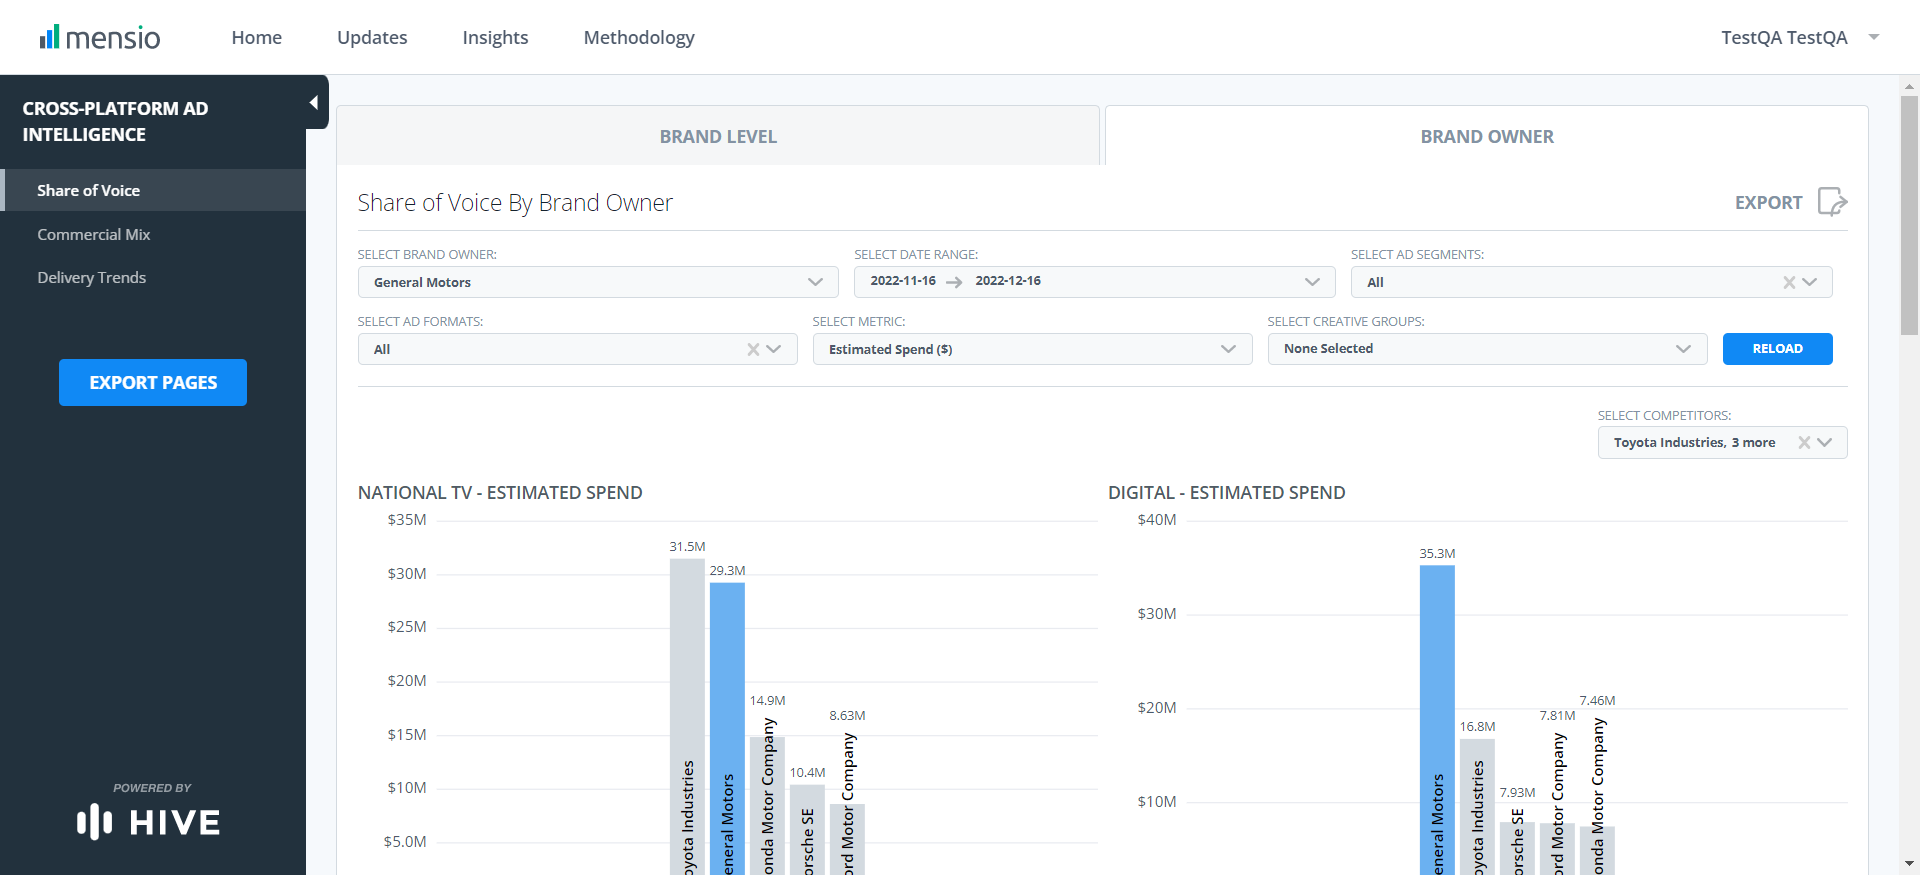 mensio
Home
Updates
Insights
Methodology
TestQA TestQA
CROSS-PLATFORM AD
INTELLIGENCE
Share of Voice
Commercial Mix
Delivery Trends
EXPORT PAGES
POWERED BY
HIVE
BRAND LEVEL
BRAND OWNER
Share of Voice By Brand Owner
EXPORT
SELECT BRAND OWNER:
General Motors
SELECT DATE RANGE:
2022-11-16
2022-12-16
SELECT AD SEGMENTS:
All
SELECT AD FORMATS:
All
SELECT METRIC:
Estimated Spend ($)
SELECT CREATIVE GROUPS:
None Selected
RELOAD
SELECT COMPETITORS:
Toyota Industries, 3 more
NATIONAL TV - ESTIMATED SPEND
$35M
$30M
$25M
$20M
$15M
$10M
$5.0M
31.5M
29.3M
14.9M
10.4M
8.63M
oyota Industries
eneral Motors
onda Motor Company
orsche SE
ord Motor Company
DIGITAL - ESTIMATED SPEND
$40M
$30M
$20M
$10M
35.3M
16.8M
7.93M
7.81M
7.46M
eneral Motors
oyota Industries
orsche SE
ord Motor Company
onda Motor Company